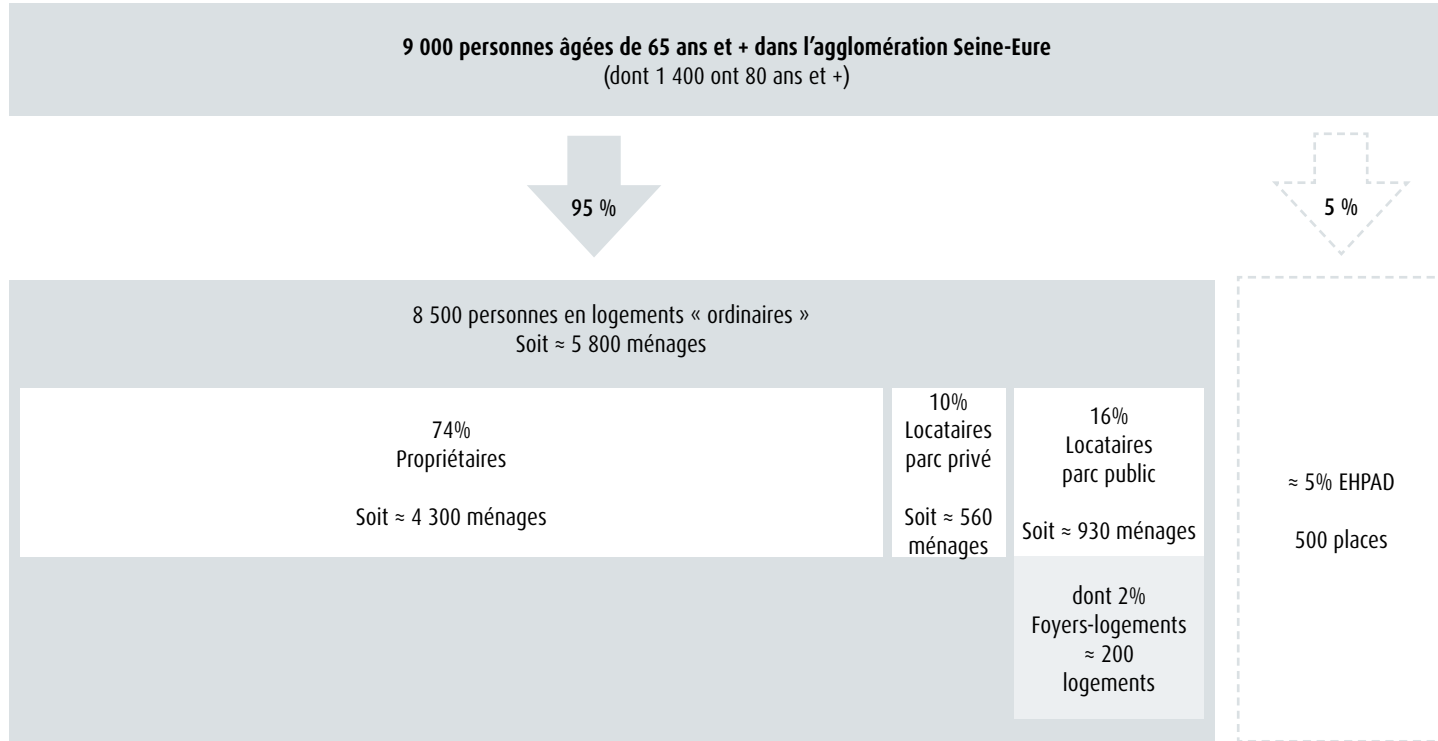 9 000 personnes âgées de 65 ans et + dans l'agglomération Seine-Eure
(dont 1 400 ont 80 ans et +)
95 %
5 %
8 500 personnes en logements « ordinaires »
Soit ≈ 5 800 ménages
74%
Propriétaires
Soit ≈ 4 300 ménages
10%
Locataires
parc privé
Soit ≈ 560
ménages
16%
Locataires
parc public
Soit ≈ 930 ménages
dont 2%
Foyers-logements
≈ 200
logements
≈ 5% EHPAD
500 places